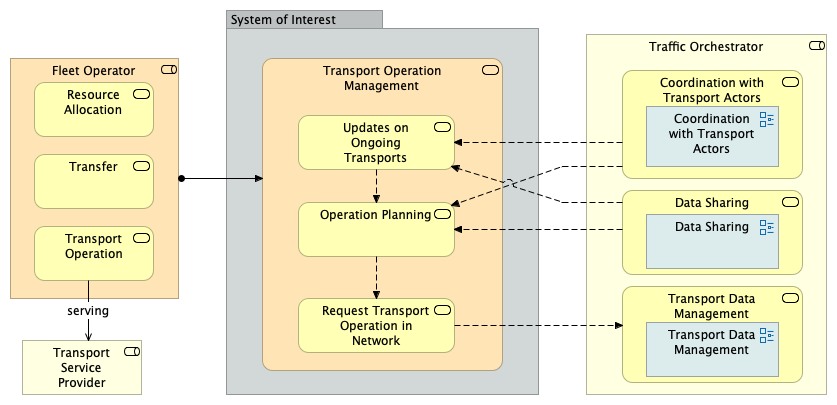 System of Interest
Fleet Operator
Resource
Allocation
Transfer
Transport
Operation
serving
Transport
Service
Provider
Transport Operation
Management
Updates on
Ongoing
Transports
Operation Planning
Request Transport
Operation in
Network
Traffic Orchestrator
Coordination with
Transport Actors
Coordination
with Transport
Actors
Data Sharing
Data Sharing
Transport Data
Management
Transport Data
Management